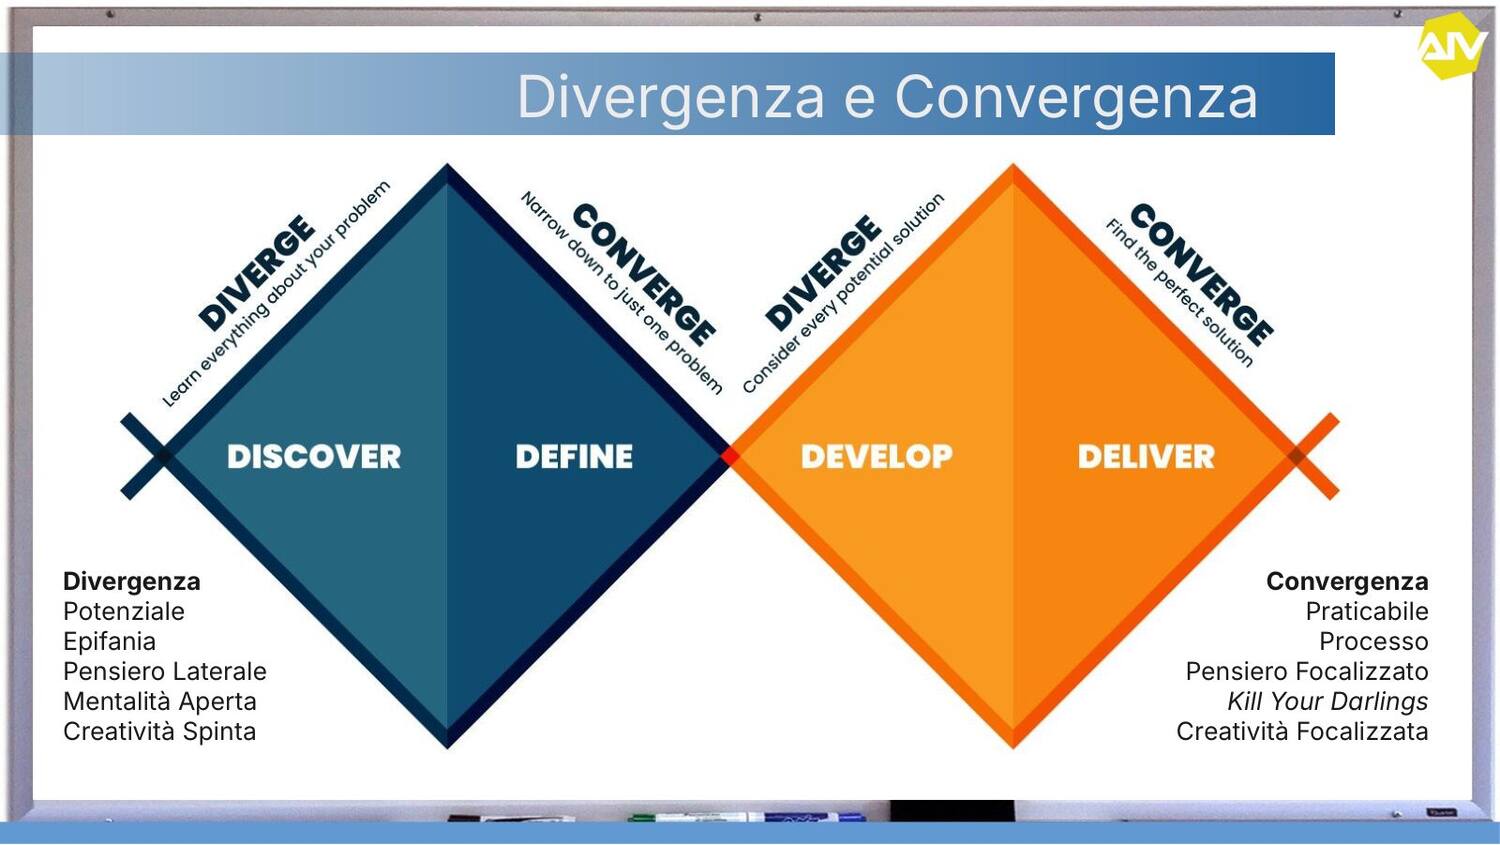 AIV
Divergenza e Convergenza
DIVERGE
Learn everything about your problem
CONVERGE
Narrow down to just one problem
DIVERGE
Consider every potential solution
CONVERGE
Find the perfect solution
DISCOVER
DEFINE
DEVELOP
DELIVER
Divergenza
Potenziale
Epifania
Pensiero Laterale
Mentalità Aperta
Creatività Spinta
Convergenza
Praticabile
Processo
Pensiero Focalizzato
Kill Your Darlings
Creatività Focalizzata